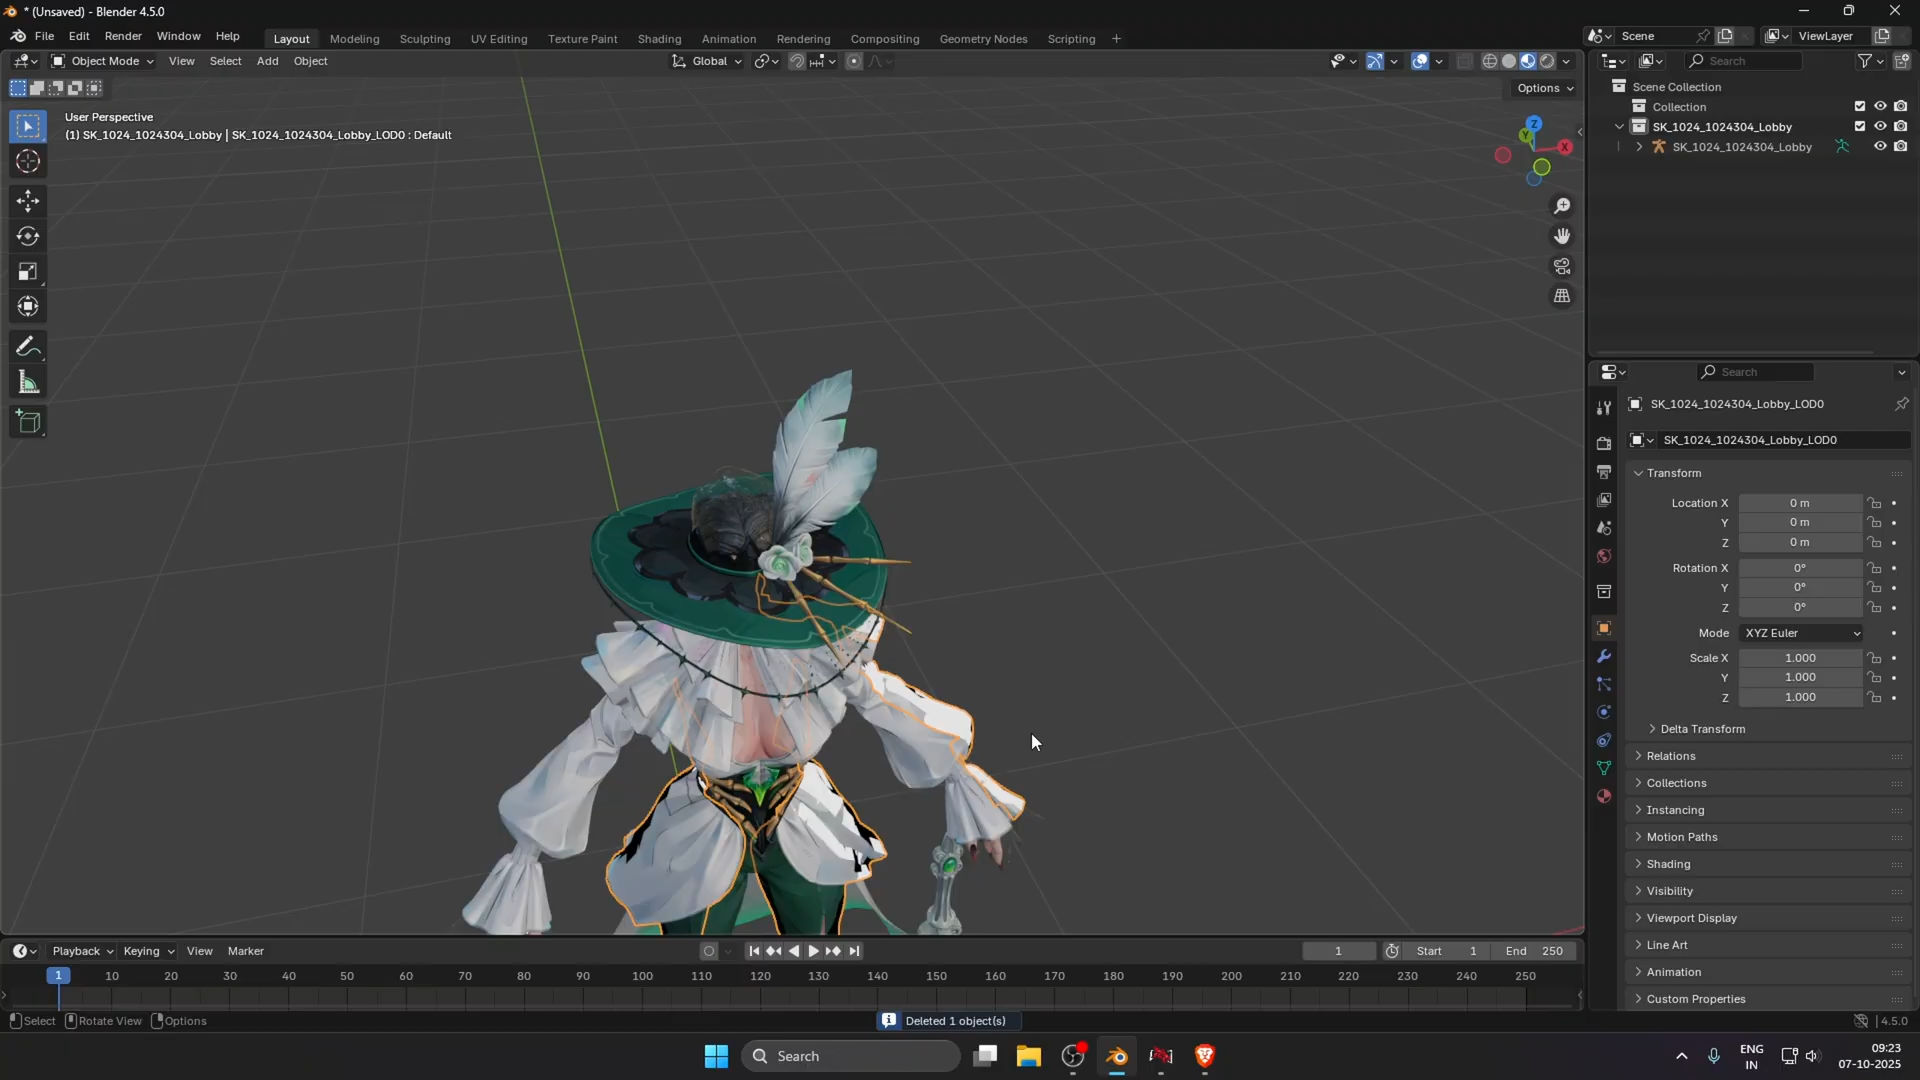 * (Unsaved) - Blender 4.5.0
File Edit Render Window Help
Layout Modeling Sculpting UV Editing Texture Paint Shading Animation Rendering Compositing Geometry Nodes Scripting +
Scene
ViewLayer
Object Mode View Select Add Object
Global
Search
Options
User Perspective
(1) SK_1024_1024304_Lobby | SK_1024_1024304_Lobby_LOD0 : Default
Z
Y
X
Scene Collection
Collection
SK_1024_1024304_Lobby
SK_1024_1024304_Lobby
Search
SK_1024_1024304_Lobby_LOD0
SK_1024_1024304_Lobby_LOD0
Transform
Location X 0 m
Y 0 m
Z 0 m
Rotation X 0°
Y 0°
Z 0°
Mode XYZ Euler
Scale X 1.000
Y 1.000
Z 1.000
Delta Transform
Relations
Collections
Instancing
Motion Paths
Shading
Visibility
Viewport Display
Line Art
Animation
Custom Properties
Playback Keying View Marker
1 Start 1 End 250
1 10 20 30 40 50 60 70 80 90 100 110 120 130 140 150 160 170 180 190 200 210 220 230 240 250
Select Rotate View Options
Deleted 1 object(s)
4.5.0
Search
ENG
IN
09:23
07-10-2025